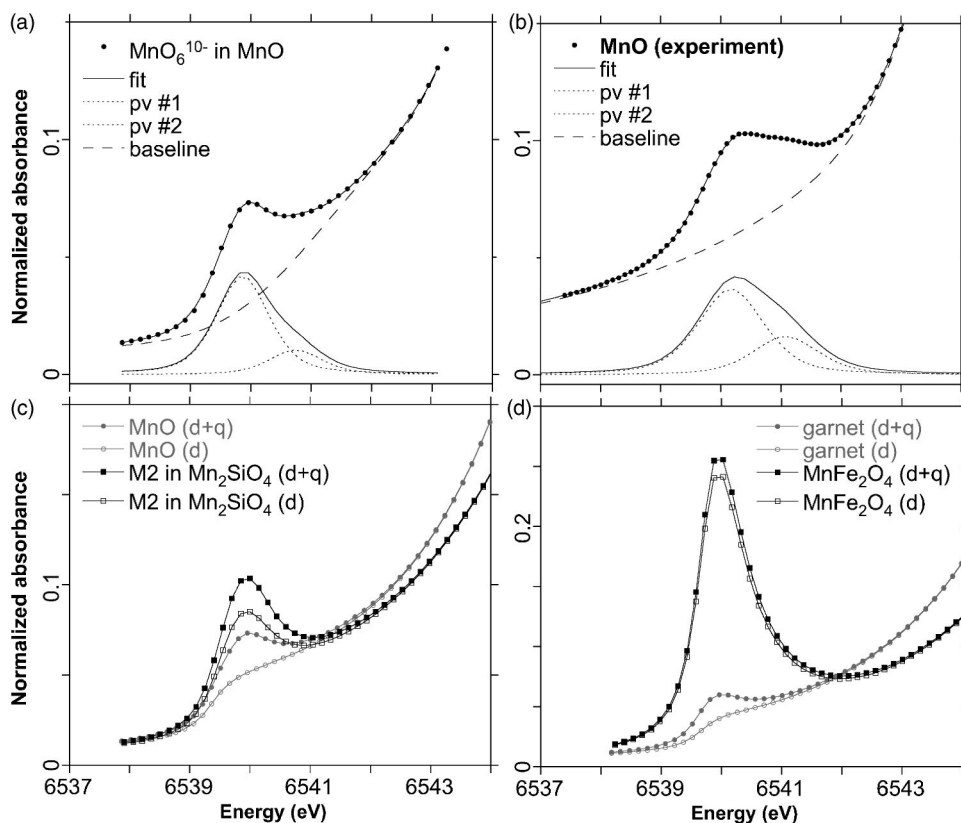 (a)
MnO₆¹⁰⁻ in MnO
fit
pv #1
pv #2
baseline
0.1
0
Normalized absorbance
(b)
MnO (experiment)
fit
pv #1
pv #2
baseline
0.1
0
Normalized absorbance
(c)
MnO (d+q)
MnO (d)
M2 in Mn₂SiO₄ (d+q)
M2 in Mn₂SiO₄ (d)
0.1
0
Normalized absorbance
6537 6539 6541 6543
Energy (eV)
(d)
garnet (d+q)
garnet (d)
MnFe₂O₄ (d+q)
MnFe₂O₄ (d)
0.2
0
6537 6539 6541 6543
Energy (eV)